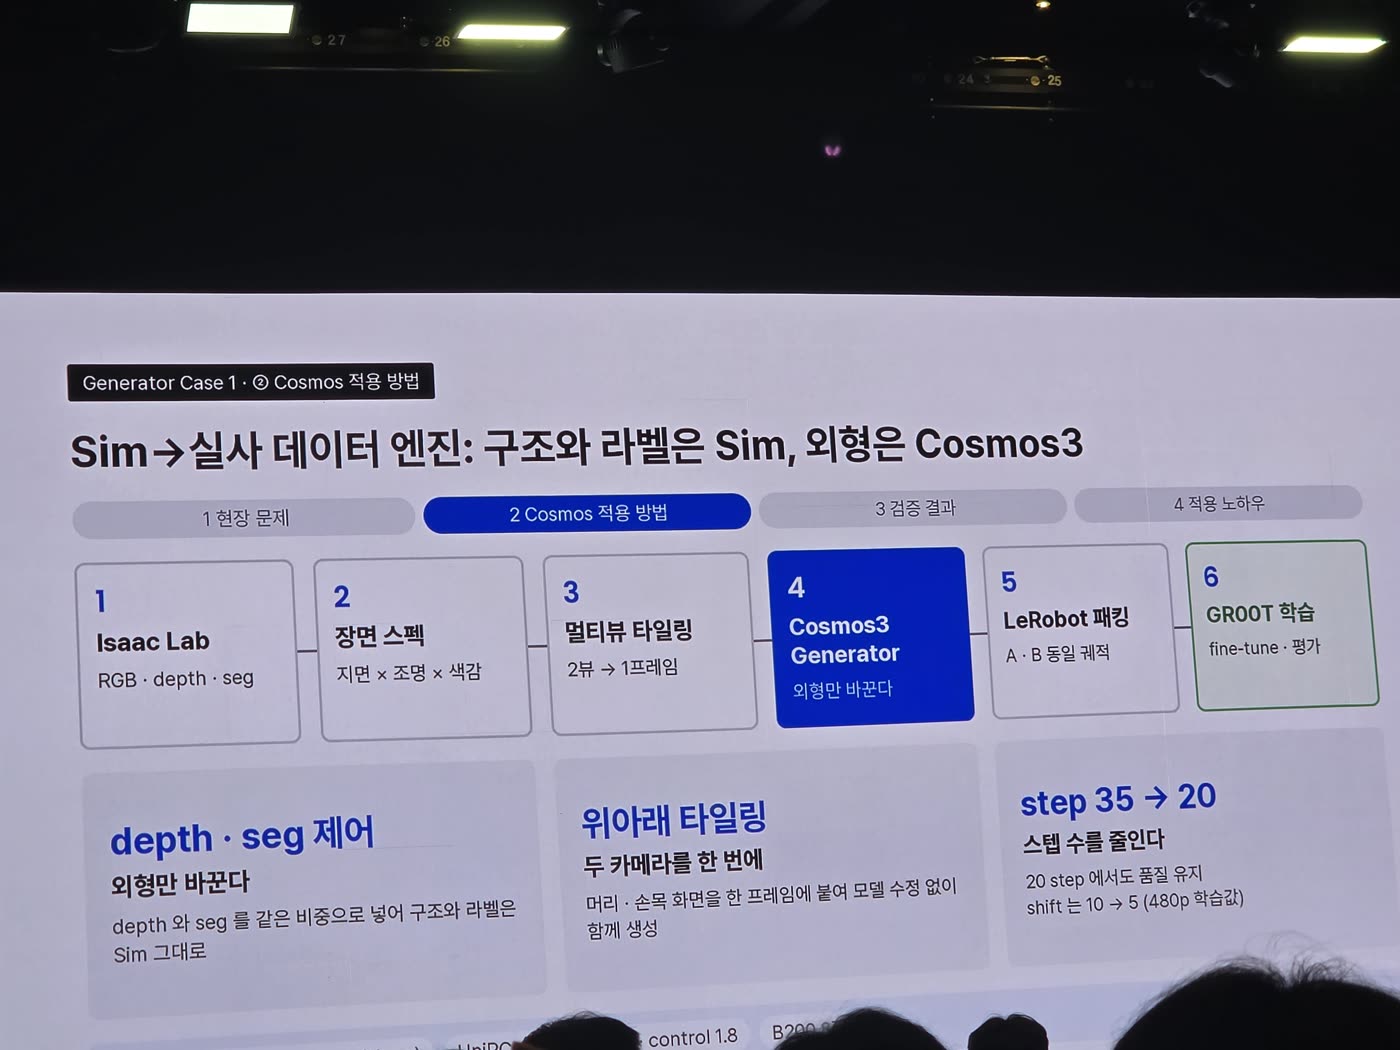 27
26
24 3
25
Generator Case 1 · ② Cosmos 적용 방법
Sim→실사 데이터 엔진: 구조와 라벨은 Sim, 외형은 Cosmos3
1 현장 문제
2 Cosmos 적용 방법
3 검증 결과
4 적용 노하우
1
Isaac Lab
RGB · depth · seg
2
장면 스펙
지면 × 조명 × 색감
3
멀티뷰 타일링
2뷰 → 1프레임
4
Cosmos3
Generator
외형만 바꾼다
5
LeRobot 패킹
A · B 동일 궤적
6
GR00T 학습
fine-tune · 평가
depth · seg 제어
외형만 바꾼다
depth 와 seg 를 같은 비중으로 넣어 구조와 라벨은
Sim 그대로
위아래 타일링
두 카메라를 한 번에
머리 · 손목 화면을 한 프레임에 붙여 모델 수정 없이
함께 생성
step 35 → 20
스텝 수를 줄인다
20 step 에서도 품질 유지
shift 는 10 → 5 (480p 학습값)
control 1.8
B200